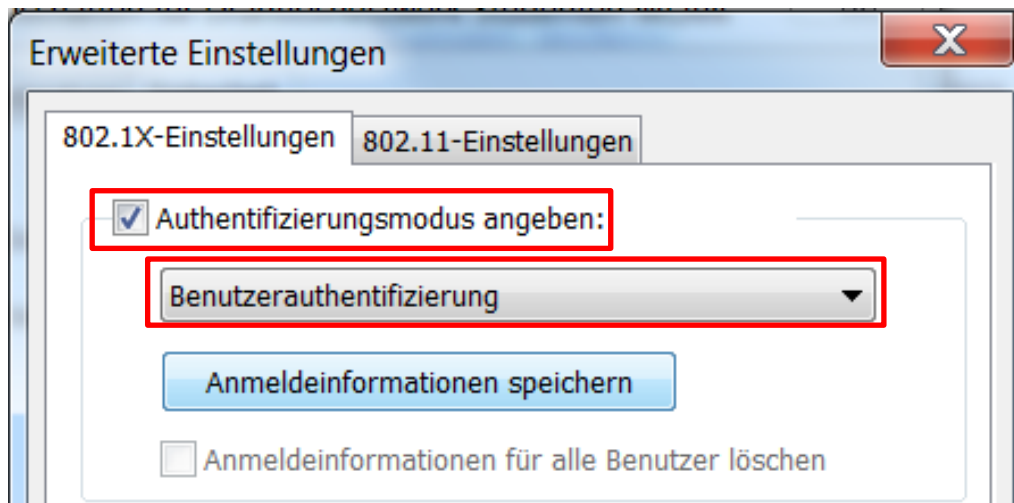 Erweiterte Einstellungen
802.1X-Einstellungen
802.11-Einstellungen
Authentifizierungsmodus angeben:
Benutzerauthentifizierung
Anmeldeinformationen speichern
Anmeldeinformationen für alle Benutzer löschen